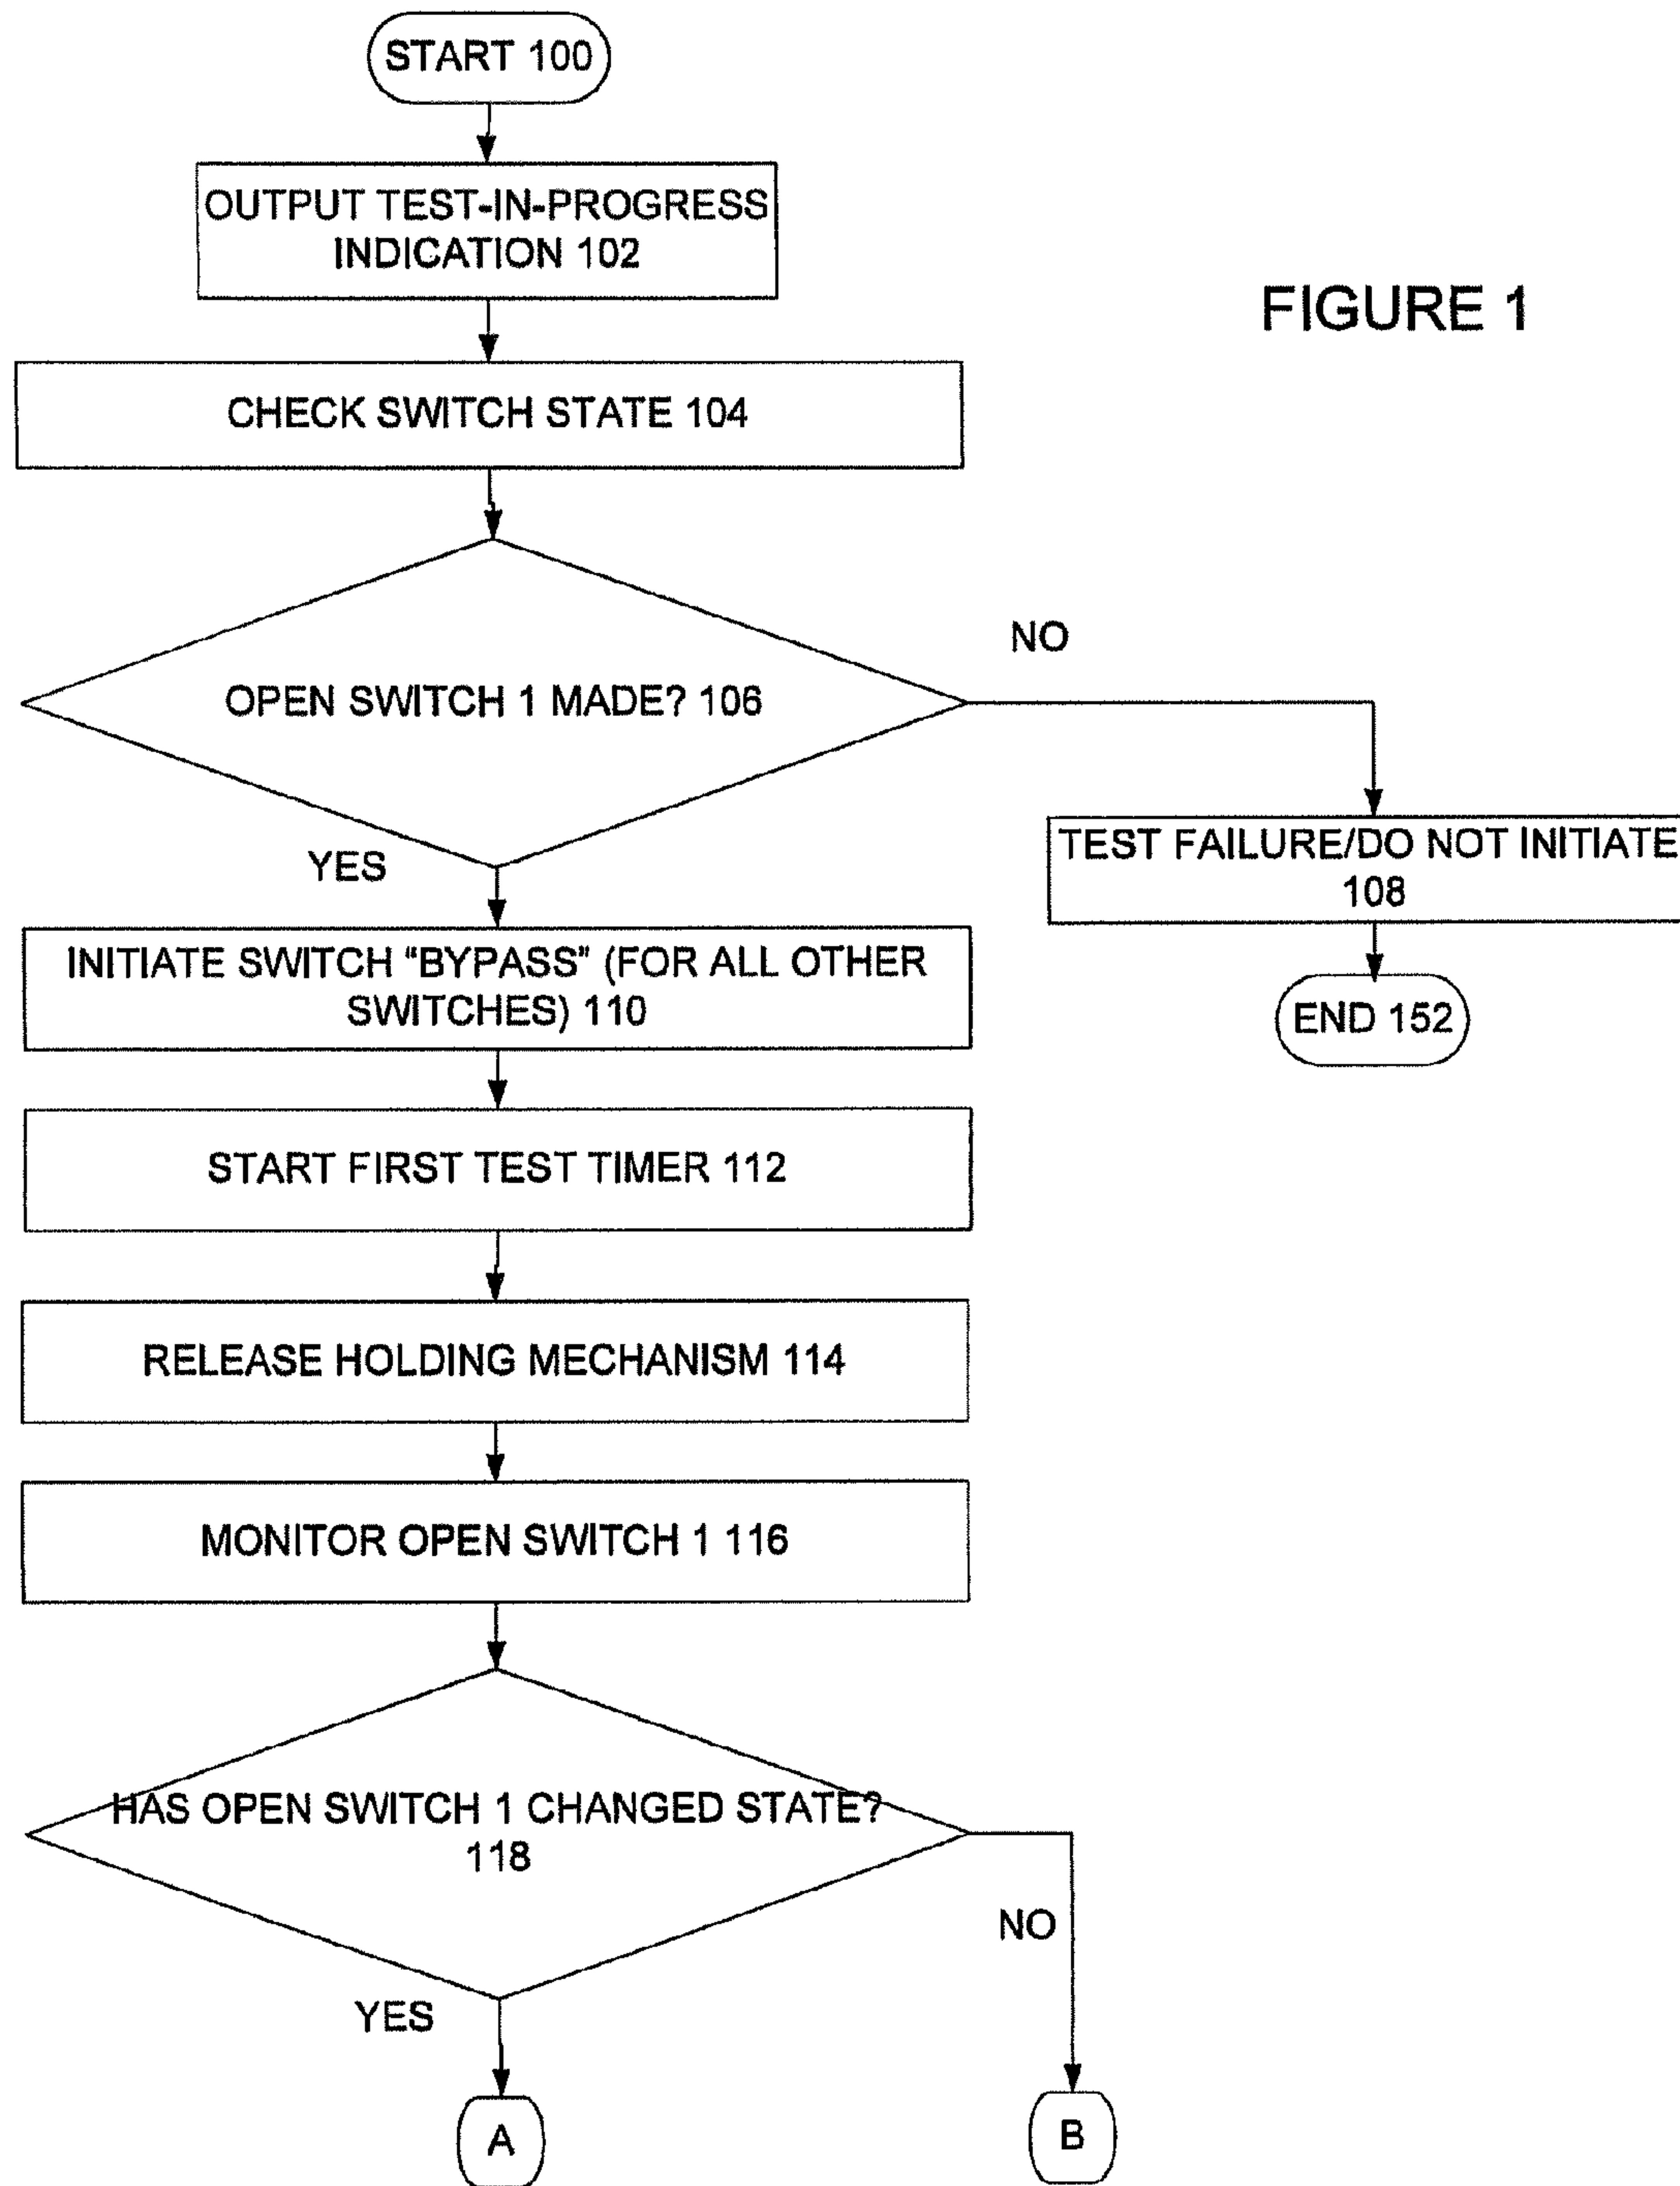 START 100
OUTPUT TEST-IN-PROGRESS
INDICATION 102
FIGURE 1
CHECK SWITCH STATE 104
OPEN SWITCH 1 MADE? 106
NO
YES
TEST FAILURE/DO NOT INITIATE
108
INITIATE SWITCH "BYPASS" (FOR ALL OTHER
SWITCHES) 110
END 152
START FIRST TEST TIMER 112
RELEASE HOLDING MECHANISM 114
MONITOR OPEN SWITCH 1 116
HAS OPEN SWITCH 1 CHANGED STATE?
118
NO
YES
A
B